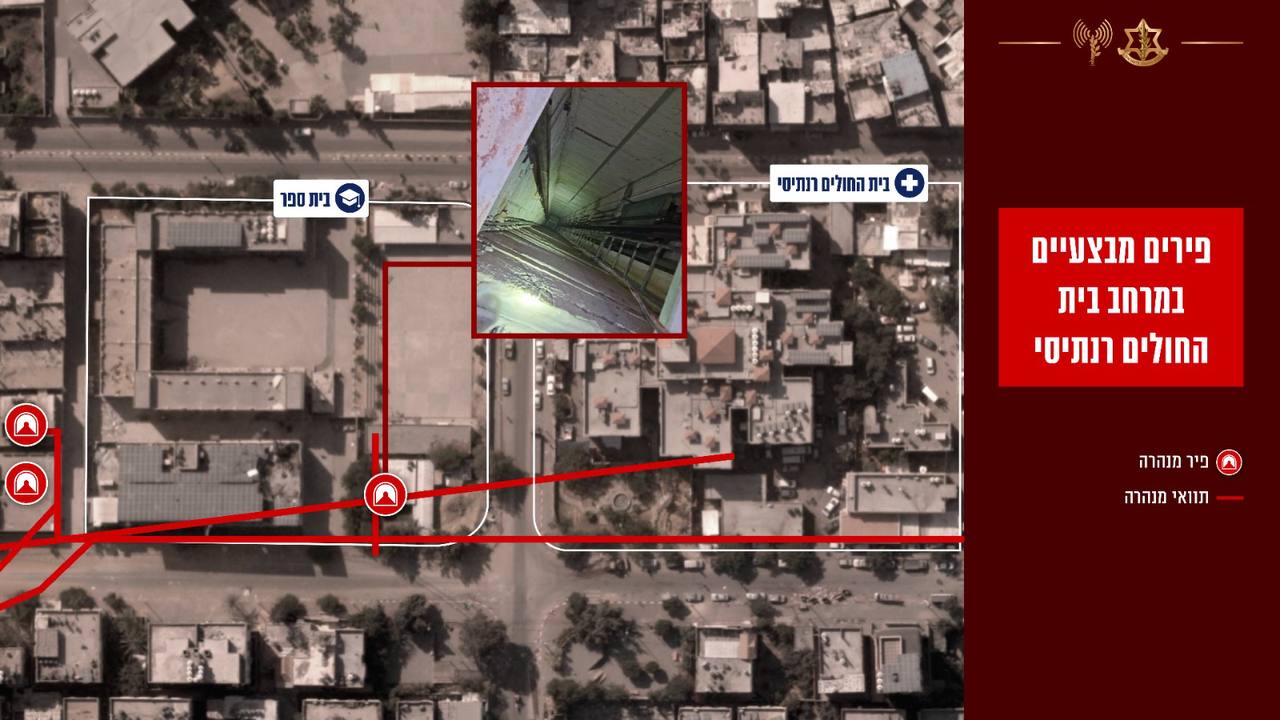 פירים מבצעיים
במרחב בית
החולים רנתיסי
פיר מנהרה
תוואי מנהרה
בית החולים רנתיסי
בית ספר